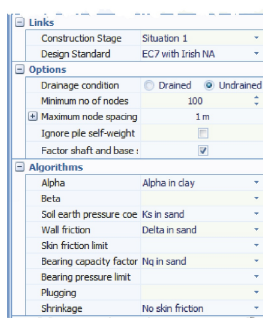 Links
Construction Stage Situation 1
Design Standard EC7 with Irish NA
Options
Drainage condition Drained Undrained
Minimum no of nodes 100
Maximum node spacing 1 m
Ignore pile self-weight
Factor shaft and base
Algorithms
Alpha Alpha in clay
Beta
Soil earth pressure coe Ks in sand
Wall friction Delta in sand
Skin friction limit
Bearing capacity factor Nq in sand
Bearing pressure limit
Plugging
Shrinkage No skin friction